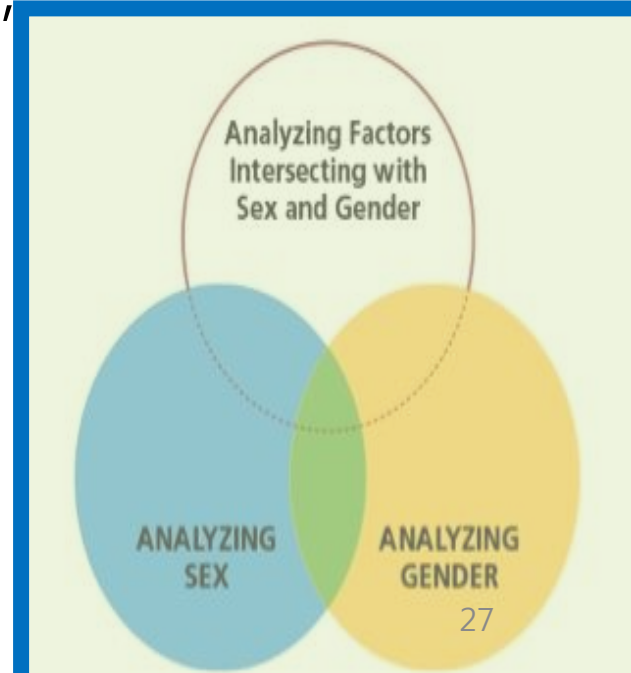 ,
Analyzing Factors
Intersecting with
Sex and Gender
ANALYZING
SEX
ANALYZING
GENDER
27